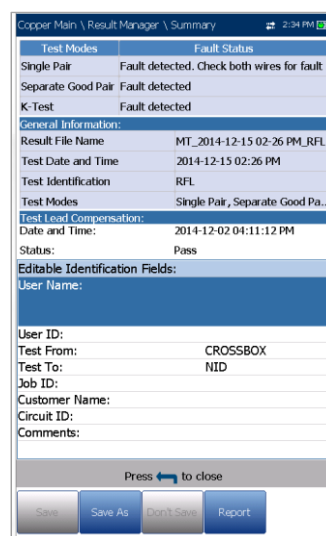 Copper Main \ Result Manager \ Summary 2:34 PM
Test Modes Fault Status
Single Pair Fault detected. Check both wires for fault
Separate Good Pair Fault detected
K-Test Fault detected
General Information:
Result File Name MT_2014-12-15 02-26 PM_RFL
Test Date and Time 2014-12-15 02:26 PM
Test Identification RFL
Test Modes Single Pair, Separate Good Pa..
Test Lead Compensation:
Date and Time: 2014-12-02 04:11:12 PM
Status: Pass
Editable Identification Fields:
User Name:
User ID:
Test From: CROSSBOX
Test To: NID
Job ID:
Customer Name:
Circuit ID:
Comments:
Press to close
Save Save As Don't Save Report